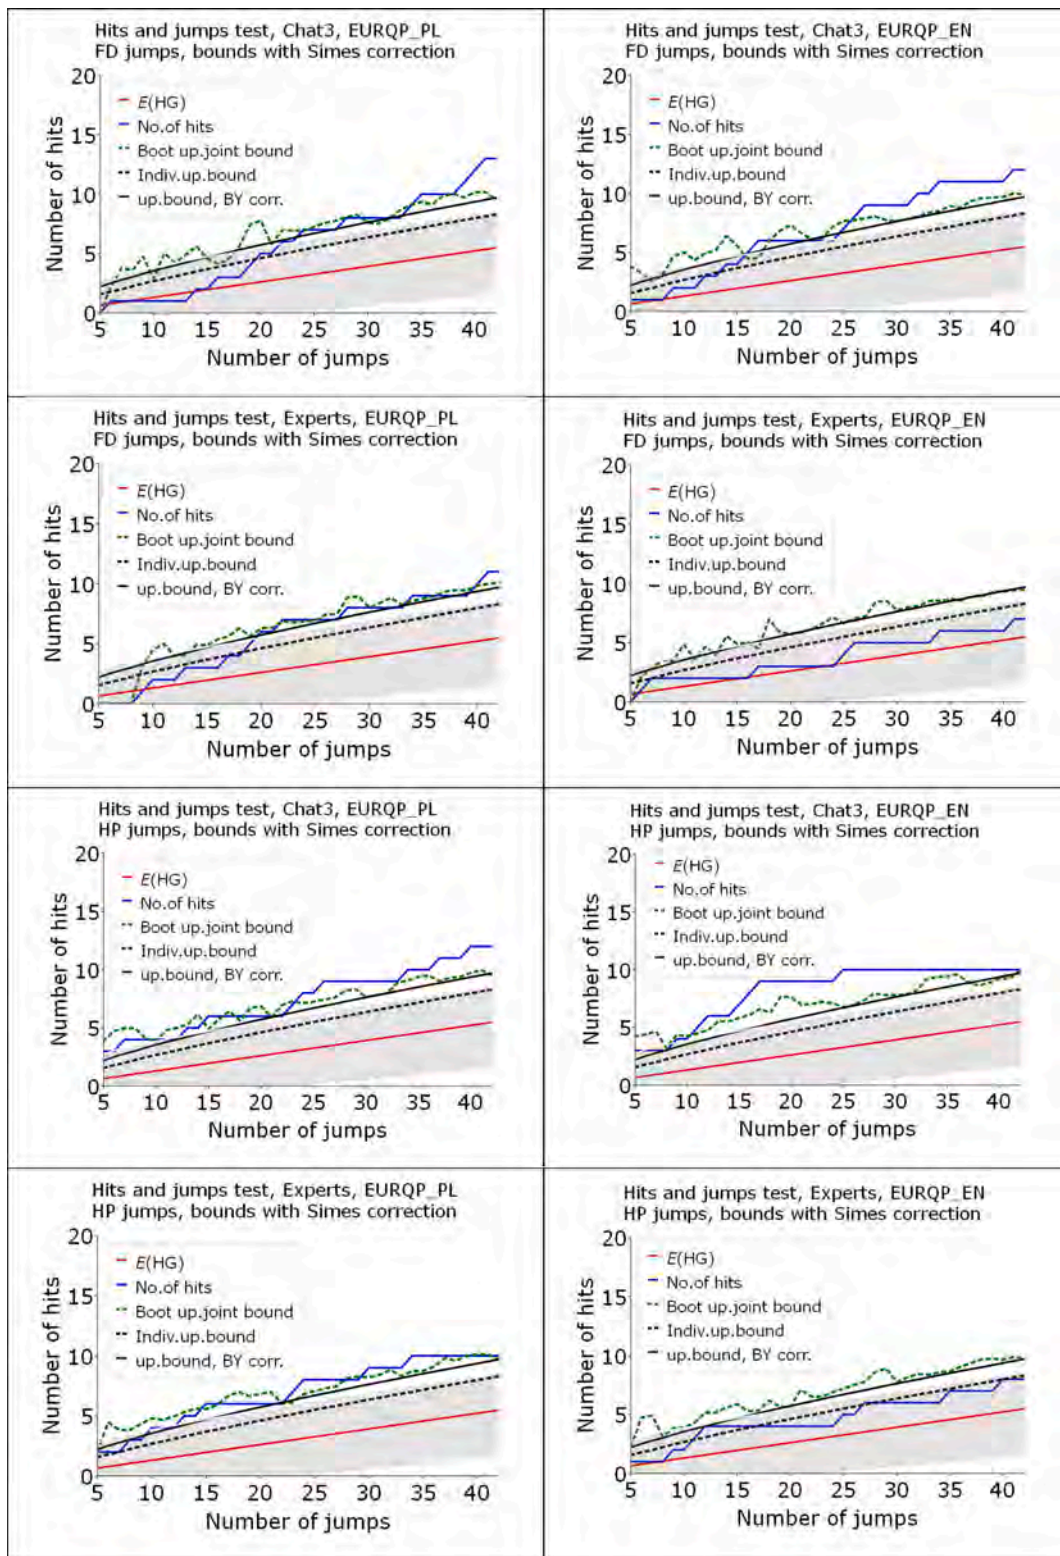 Hits and jumps test, Chat3, EURQP_PL
FD jumps, bounds with Simes correction
20
15
10
5
0
Number of hits
E(HG)
No.of hits
Boot up.joint bound
Indiv.up.bound
up.bound, BY corr.
5 10 15 20 25 30 35 40
Number of jumps
Hits and jumps test, Chat3, EURQP_EN
FD jumps, bounds with Simes correction
20
15
10
5
0
Number of hits
E(HG)
No.of hits
Boot up.joint bound
Indiv.up.bound
up.bound, BY corr.
5 10 15 20 25 30 35 40
Number of jumps
Hits and jumps test, Experts, EURQP_PL
FD jumps, bounds with Simes correction
20
15
10
5
0
Number of hits
E(HG)
No.of hits
Boot up.joint bound
Indiv.up.bound
up.bound, BY corr.
5 10 15 20 25 30 35 40
Number of jumps
Hits and jumps test, Experts, EURQP_EN
FD jumps, bounds with Simes correction
20
15
10
5
0
Number of hits
E(HG)
No.of hits
Boot up.joint bound
Indiv.up.bound
up.bound, BY corr.
5 10 15 20 25 30 35 40
Number of jumps
Hits and jumps test, Chat3, EURQP_PL
HP jumps, bounds with Simes correction
20
15
10
5
0
Number of hits
E(HG)
No.of hits
Boot up.joint bound
Indiv.up.bound
up.bound, BY corr.
5 10 15 20 25 30 35 40
Number of jumps
Hits and jumps test, Chat3, EURQP_EN
HP jumps, bounds with Simes correction
20
15
10
5
0
Number of hits
E(HG)
No.of hits
Boot up.joint bound
Indiv.up.bound
up.bound, BY corr.
5 10 15 20 25 30 35 40
Number of jumps
Hits and jumps test, Experts, EURQP_PL
HP jumps, bounds with Simes correction
20
15
10
5
0
Number of hits
E(HG)
No.of hits
Boot up.joint bound
Indiv.up.bound
up.bound, BY corr.
5 10 15 20 25 30 35 40
Number of jumps
Hits and jumps test, Experts, EURQP_EN
HP jumps, bounds with Simes correction
20
15
10
5
0
Number of hits
E(HG)
No.of hits
Boot up.joint bound
Indiv.up.bound
up.bound, BY corr.
5 10 15 20 25 30 35 40
Number of jumps